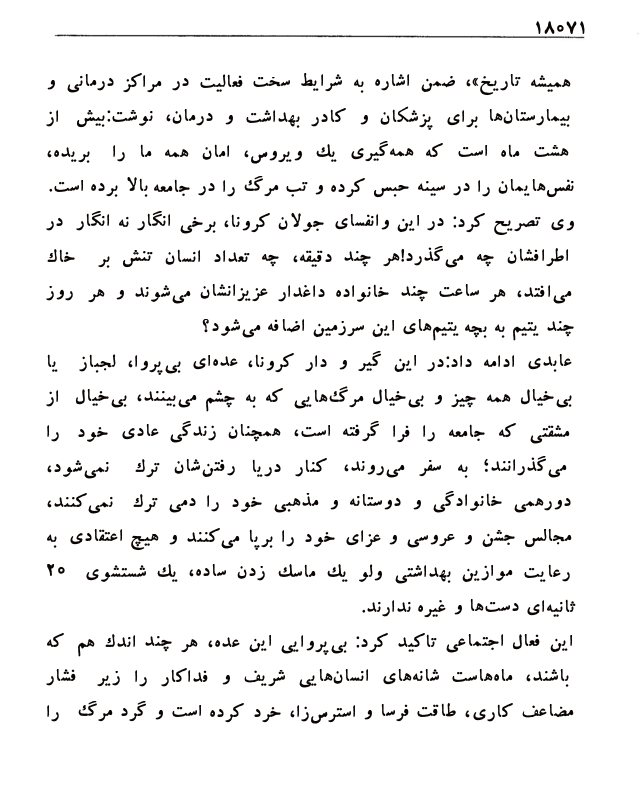 ۱۸۰۷۱
همیشه تاریخ»، ضمن اشاره به شرایط سخت فعالیت در مراکز درمانی و
بیمارستان‌ها برای پزشکان و کادر بهداشت و درمان، نوشت:بیش از
هشت ماه است که همه‌گیری یك ویروس، امان همه ما را بریده،
نفس‌هایمان را در سینه حبس کرده و تب مرگ را در جامعه بالا برده است.
وی تصریح کرد: در این وانفسای جولان کرونا، برخی انگار نه انگار در
اطرافشان چه می‌گذرد!هر چند دقیقه، چه تعداد انسان تنش بر خاك
می‌افتد، هر ساعت چند خانواده داغدار عزیزانشان می‌شوند و هر روز
چند یتیم به بچه یتیم‌های این سرزمین اضافه می‌شود؟
عابدی ادامه داد:در این گیر و دار کرونا، عده‌ای بی‌پروا، لجباز یا
بی‌خیال همه چیز و بی‌خیال مرگ‌هایی که به چشم می‌بینند، بی‌خیال از
مشقتی که جامعه را فرا گرفته است، همچنان زندگی عادی خود را
می‌گذرانند؛ به سفر می‌روند، کنار دریا رفتن‌شان ترك نمی‌شود،
دورهمی خانوادگی و دوستانه و مذهبی خود را دمی ترك نمی‌کنند،
مجالس جشن و عروسی و عزای خود را برپا می‌کنند و هیچ اعتقادی به
رعایت موازین بهداشتی ولو یك ماسك زدن ساده، یك شستشوی ۲۵
ثانیه‌ای دست‌ها و غیره ندارند.
این فعال اجتماعی تاکید کرد: بی‌پروایی این عده، هر چند اندك هم که
باشند، ماه‌هاست شانه‌های انسان‌هایی شریف و فداکار را زیر فشار
مضاعف کاری، طاقت فرسا و استرس‌زا، خرد کرده است و گرد مرگ را